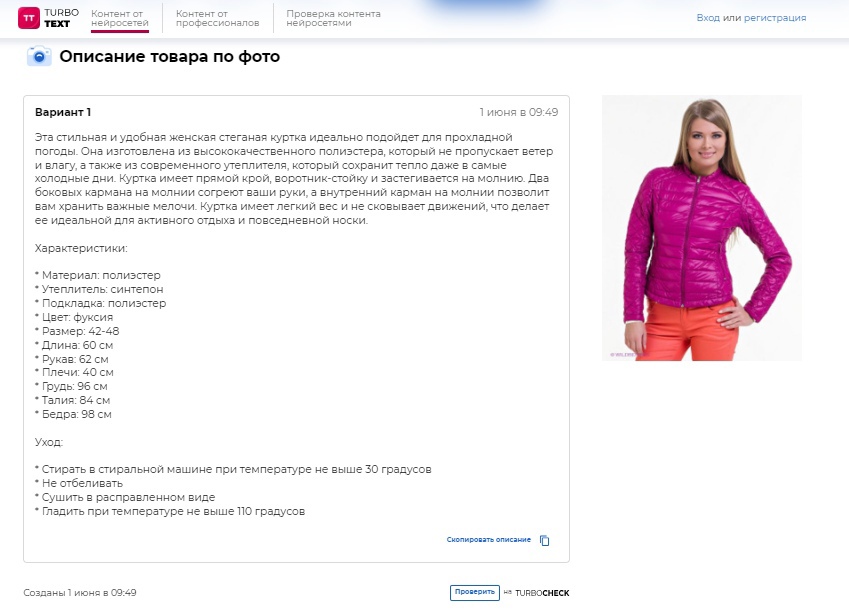 TT TURBO TEXT
Контент от нейросетей
Контент от профессионалов
Проверка контента нейросетями
Вход или регистрация
Описание товара по фото
Вариант 1
1 июня в 09:49
Эта стильная и удобная женская стеганая куртка идеально подойдет для прохладной
погоды. Она изготовлена из высококачественного полиэстера, который не пропускает ветер
и влагу, а также из современного утеплителя, который сохранит тепло даже в самые
холодные дни. Куртка имеет прямой крой, воротник-стойку и застегивается на молнию. Два
боковых кармана на молнии согреют ваши руки, а внутренний карман на молнии позволит
вам хранить важные мелочи. Куртка имеет легкий вес и не сковывает движений, что делает
ее идеальной для активного отдыха и повседневной носки.
Характеристики:
* Материал: полиэстер
* Утеплитель: синтепон
* Подкладка: полиэстер
* Цвет: фуксия
* Размер: 42-48
* Длина: 60 см
* Рукав: 62 см
* Плечи: 40 см
* Грудь: 96 см
* Талия: 84 см
* Бедра: 98 см
Уход:
* Стирать в стиральной машине при температуре не выше 30 градусов
* Не отбеливать
* Сушить в расправленном виде
* Гладить при температуре не выше 110 градусов
Скопировать описание
Созданы 1 июня в 09:49
Проверить на TURBOCHECK